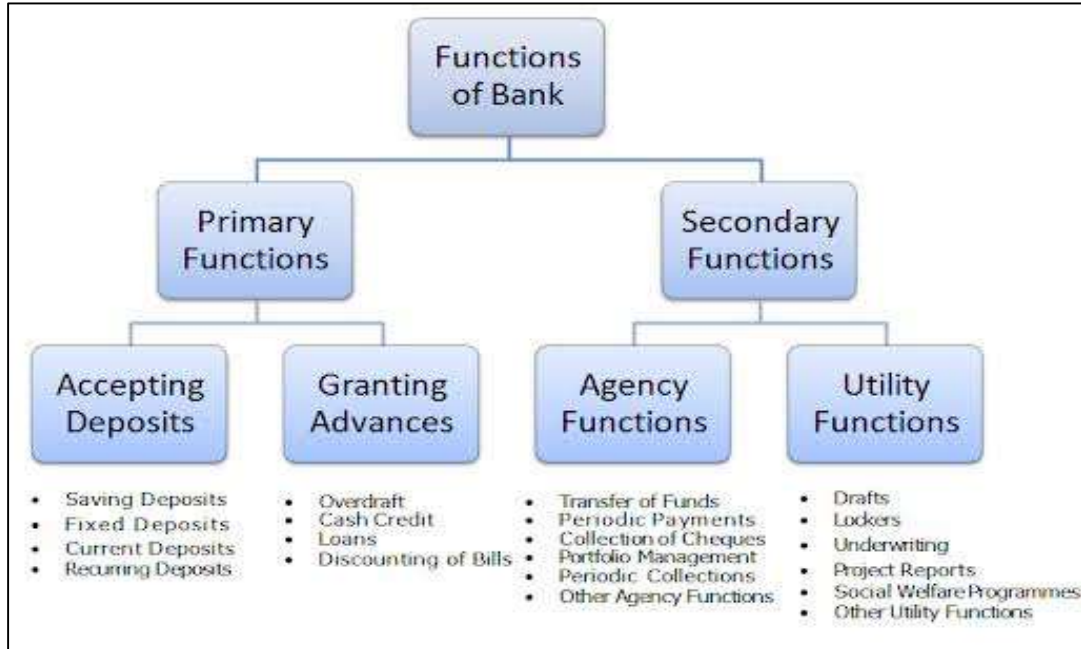 Functions
of Bank
Primary
Functions
Secondary
Functions
Accepting
Deposits
Granting
Advances
Agency
Functions
Utility
Functions
• Saving Deposits
• Fixed Deposits
• Current Deposits
• Recurring Deposits
• Overdraft
• Cash Credit
• Loans
• Discounting of Bills
• Transfer of Funds
• Periodic Payments
• Collection of Cheques
• Portfolio Management
• Periodic Collections
• Other Agency Functions
• Drafts
• Lockers
• Underwriting
• Project Reports
• Social Welfare Programmes
• Other Utility Functions